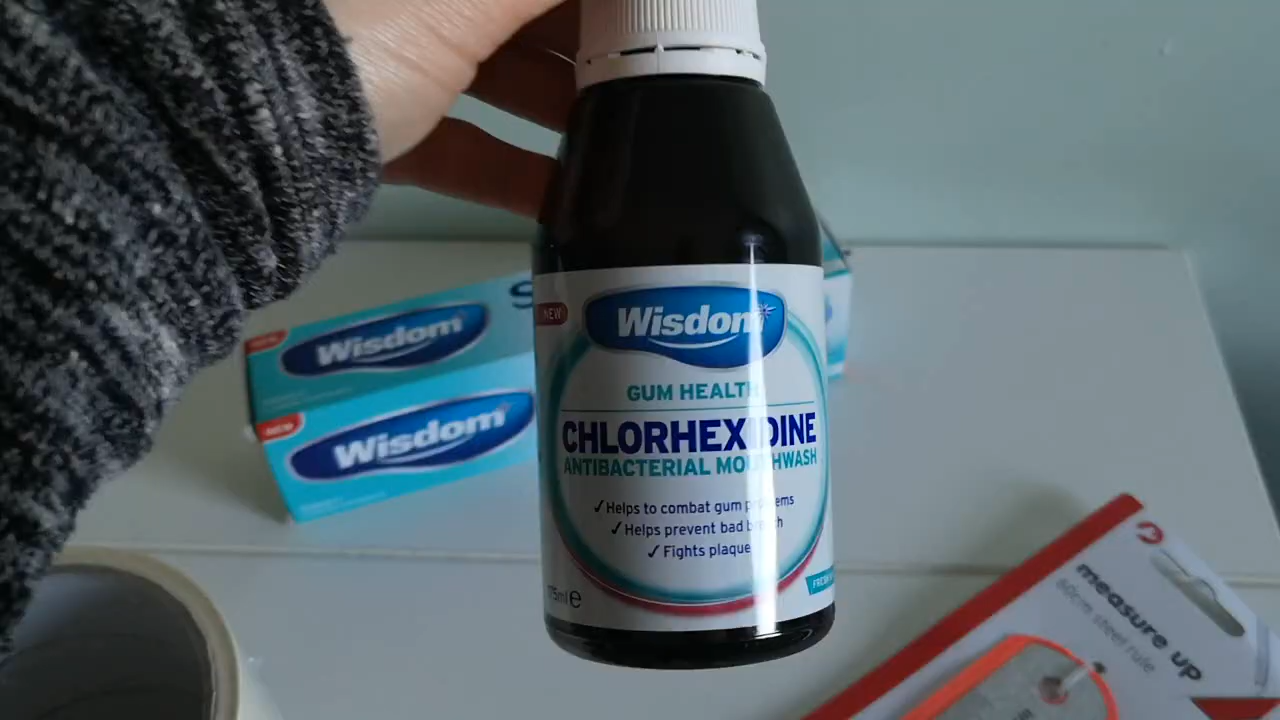 NEW
Wisdom
GUM HEALTH
CHLORHEXIDINE
ANTIBACTERIAL MOUTHWASH
✓Helps to combat gum problems
✓Helps prevent bad breath
✓Fights plaque
75ml e
FRESH
Wisdom
NEW
Wisdom
measure up
60cm steel rule